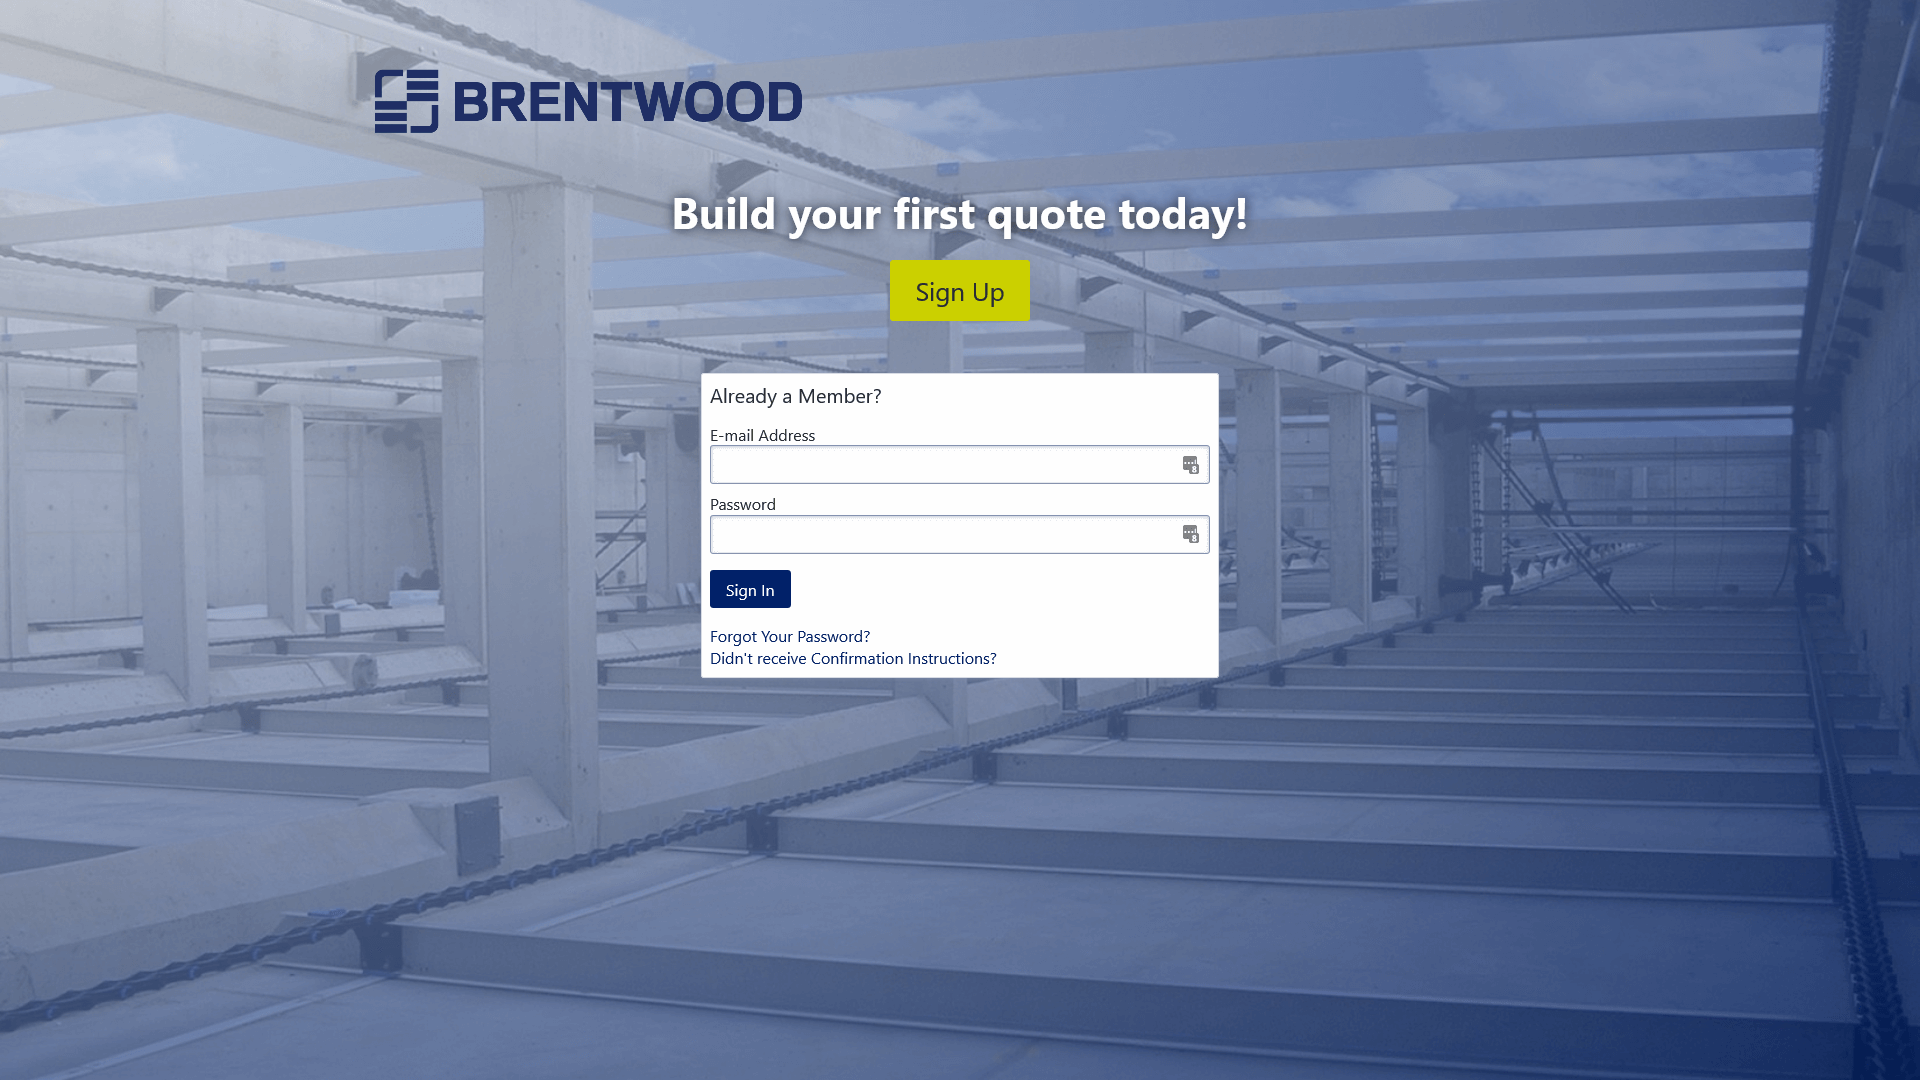 BRENTWOOD
Build your first quote today!
Sign Up
Already a Member?
E-mail Address
Password
Sign In
Forgot Your Password?
Didn't receive Confirmation Instructions?